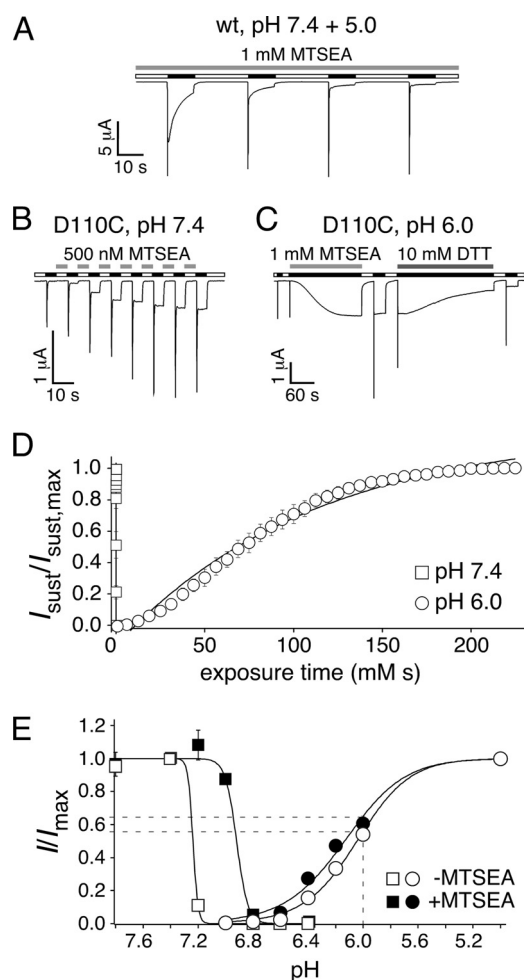 A
wt, pH 7.4 + 5.0
1 mM MTSEA
5 µA
10 s
B
D110C, pH 7.4
500 nM MTSEA
1 µA
10 s
C
D110C, pH 6.0
1 mM MTSEA
10 mM DTT
1 µA
60 s
D
1.0
0.8
0.6
0.4
0.2
0.0
Isust/Isust,max
pH 7.4
pH 6.0
0 50 100 150 200
exposure time (mM s)
E
1.2
1.0
0.8
0.6
0.4
0.2
0.0
I/Imax
-MTSEA
+MTSEA
7.6 7.2 6.8 6.4 6.0 5.6 5.2
pH